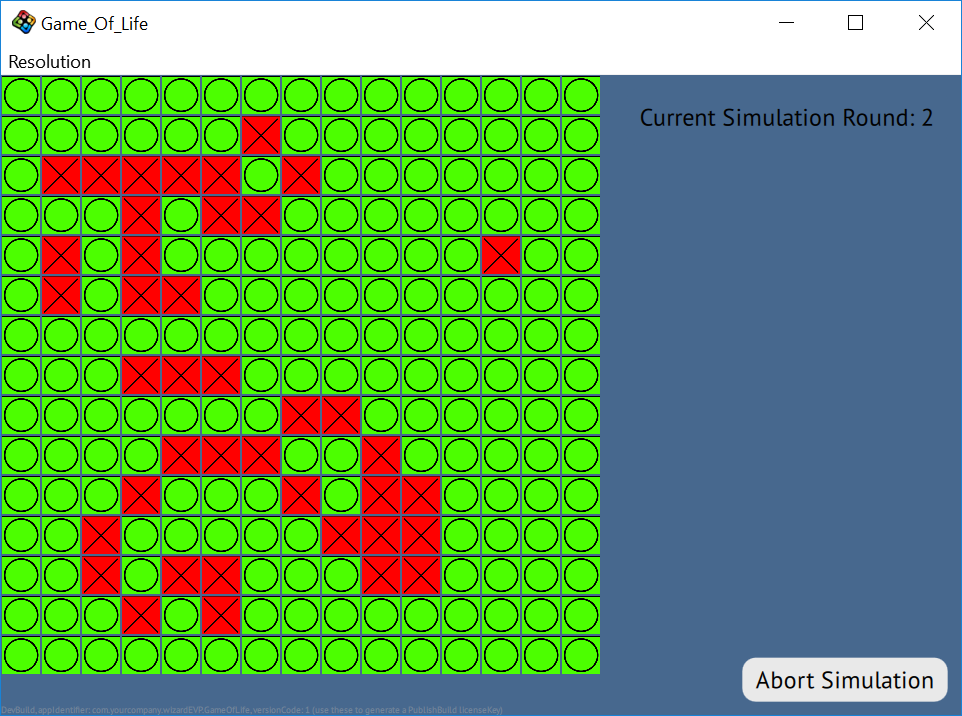 Game_Of_Life
Resolution
Current Simulation Round: 2
Abort Simulation
DevBuild, appIdentifier: com.yourcompany.wizardEVP.GameOfLife, versionCode: 1 (use these to generate a PublishBuild licenseKey)